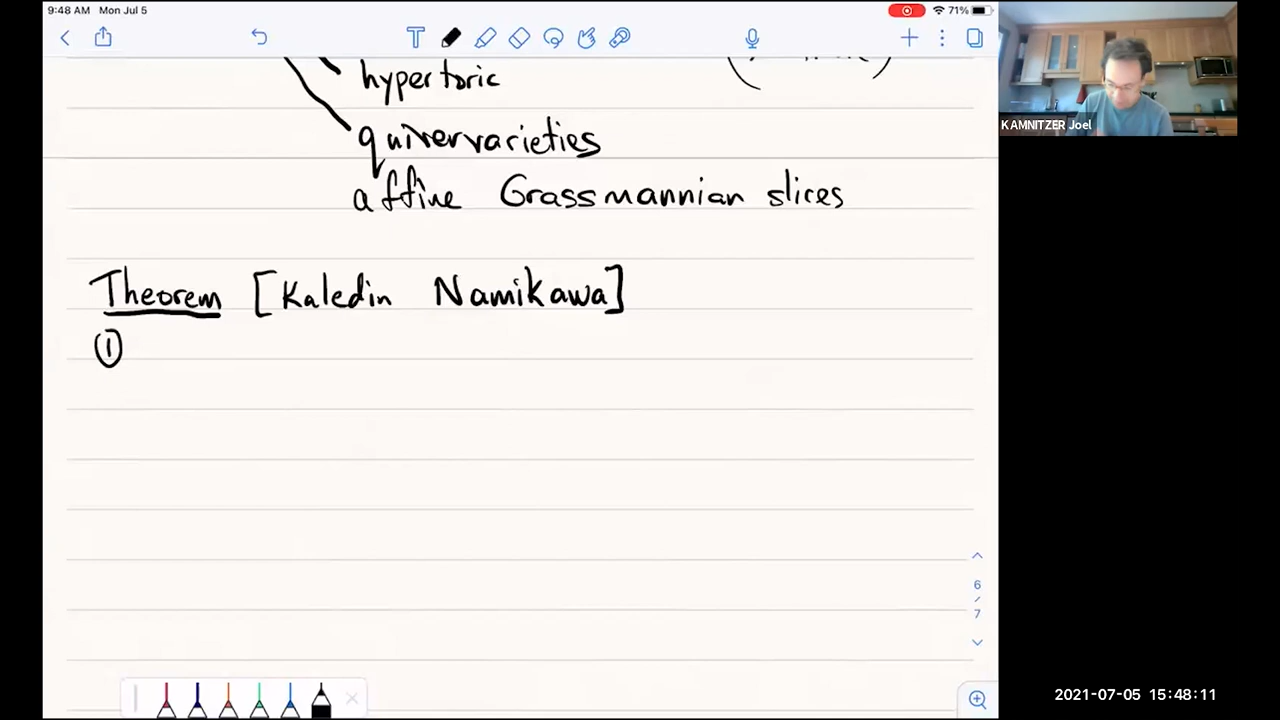 9:48 AM Mon Jul 5
71%
hypertoric
quiver varieties
affine Grassmannian slices
Theorem [Kaledin Namikawa]
①
6
7
KAMNITZER Joel
2021-07-05 15:48:11